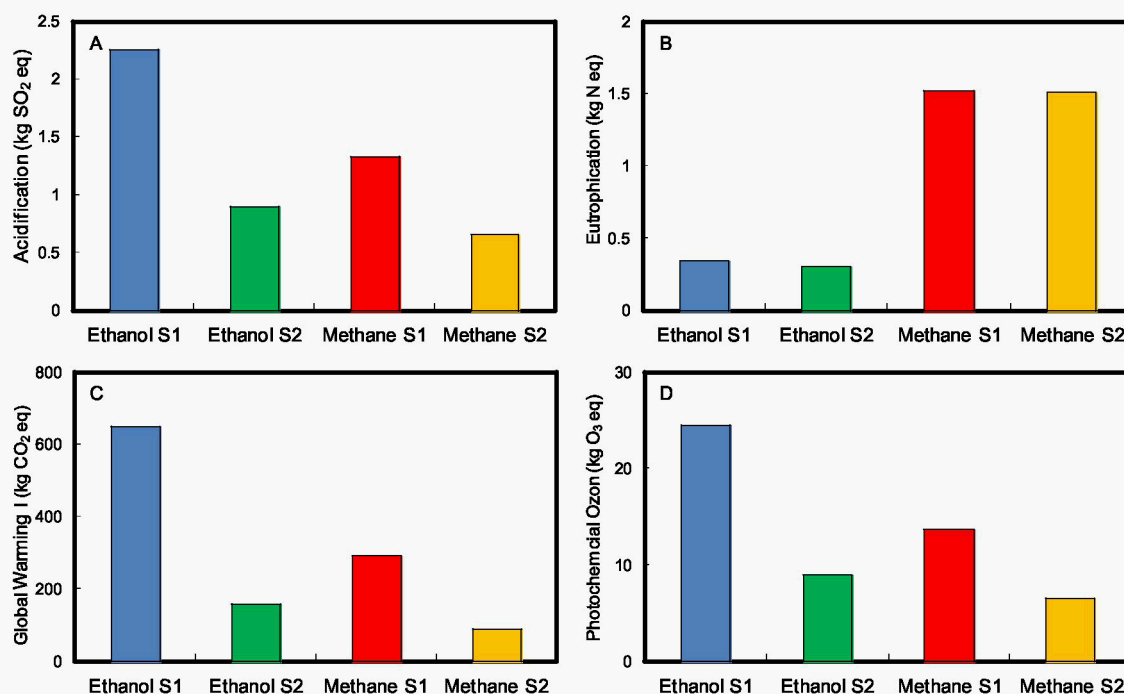 A
Acidification (kg SO2 eq)
2.5
2
1.5
1
0.5
0
Ethanol S1 Ethanol S2 Methane S1 Methane S2
B
Eutrophication (kg N eq)
2
1.5
1
0.5
0
Ethanol S1 Ethanol S2 Methane S1 Methane S2
C
Global Warming I (kg CO2 eq)
800
600
400
200
0
Ethanol S1 Ethanol S2 Methane S1 Methane S2
D
Photochemcial Ozon (kg O3 eq)
30
20
10
0
Ethanol S1 Ethanol S2 Methane S1 Methane S2